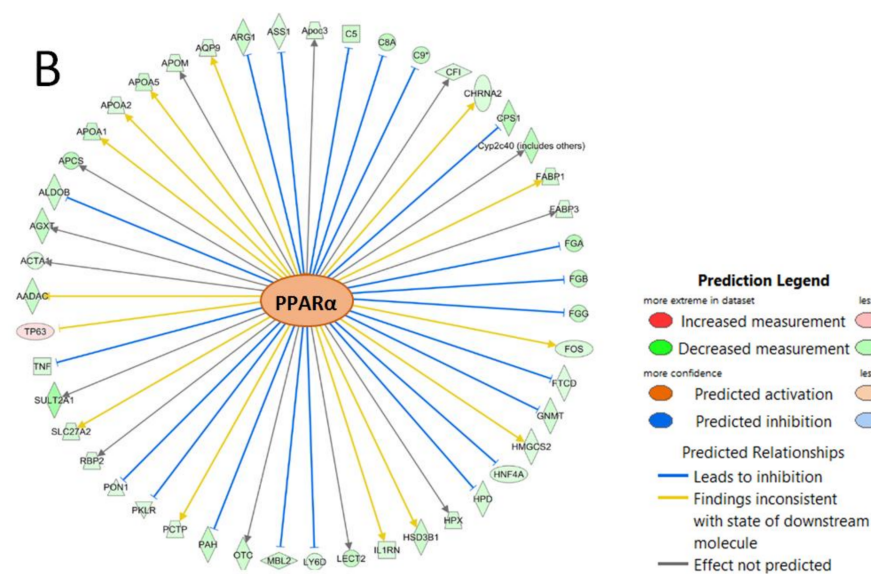 B
ARG1
ASS1
Apoc3
C5
C8A
C9*
CFI
CHRNA2
CPS1
Cyp2c40 (includes others)
FABP1
FABP3
FGA
FGB
FGG
FOS
FTCD
GNMT
HMGCS2
HNF4A
HPD
HPX
HSD3B1
IL1RN
LECT2
LY6D
MBL2
OTC
PAH
PCTP
PKLR
PON1
RBP2
SLC27A2
SULT2A1
TNF
TP63
AADAC
ACTA1
AGXT
ALDOB
APCS
APOA1
APOA2
APOA5
APOM
AQP9
PPARα
Prediction Legend
more extreme in dataset les
Increased measurement
Decreased measurement
more confidence les
Predicted activation
Predicted inhibition
Predicted Relationships
Leads to inhibition
Findings inconsistent
with state of downstream
molecule
Effect not predicted